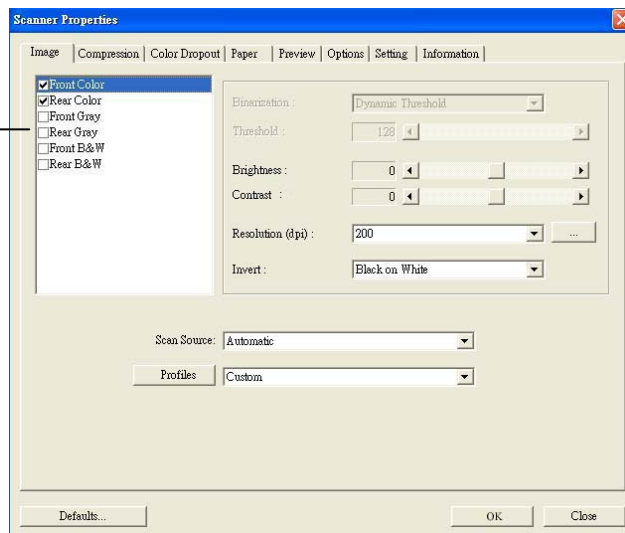 Scanner Properties
Image Compression Color Dropout Paper Preview Options Setting Information
Front Color
Rear Color
Front Gray
Rear Gray
Front B&W
Rear B&W
Binarization : Dynamic Threshold
Threshold : 128
Brightness : 0
Contrast : 0
Resolution (dpi) : 200 ...
Invert : Black on White
Scan Source: Automatic
Profiles Custom
Defaults... OK Close